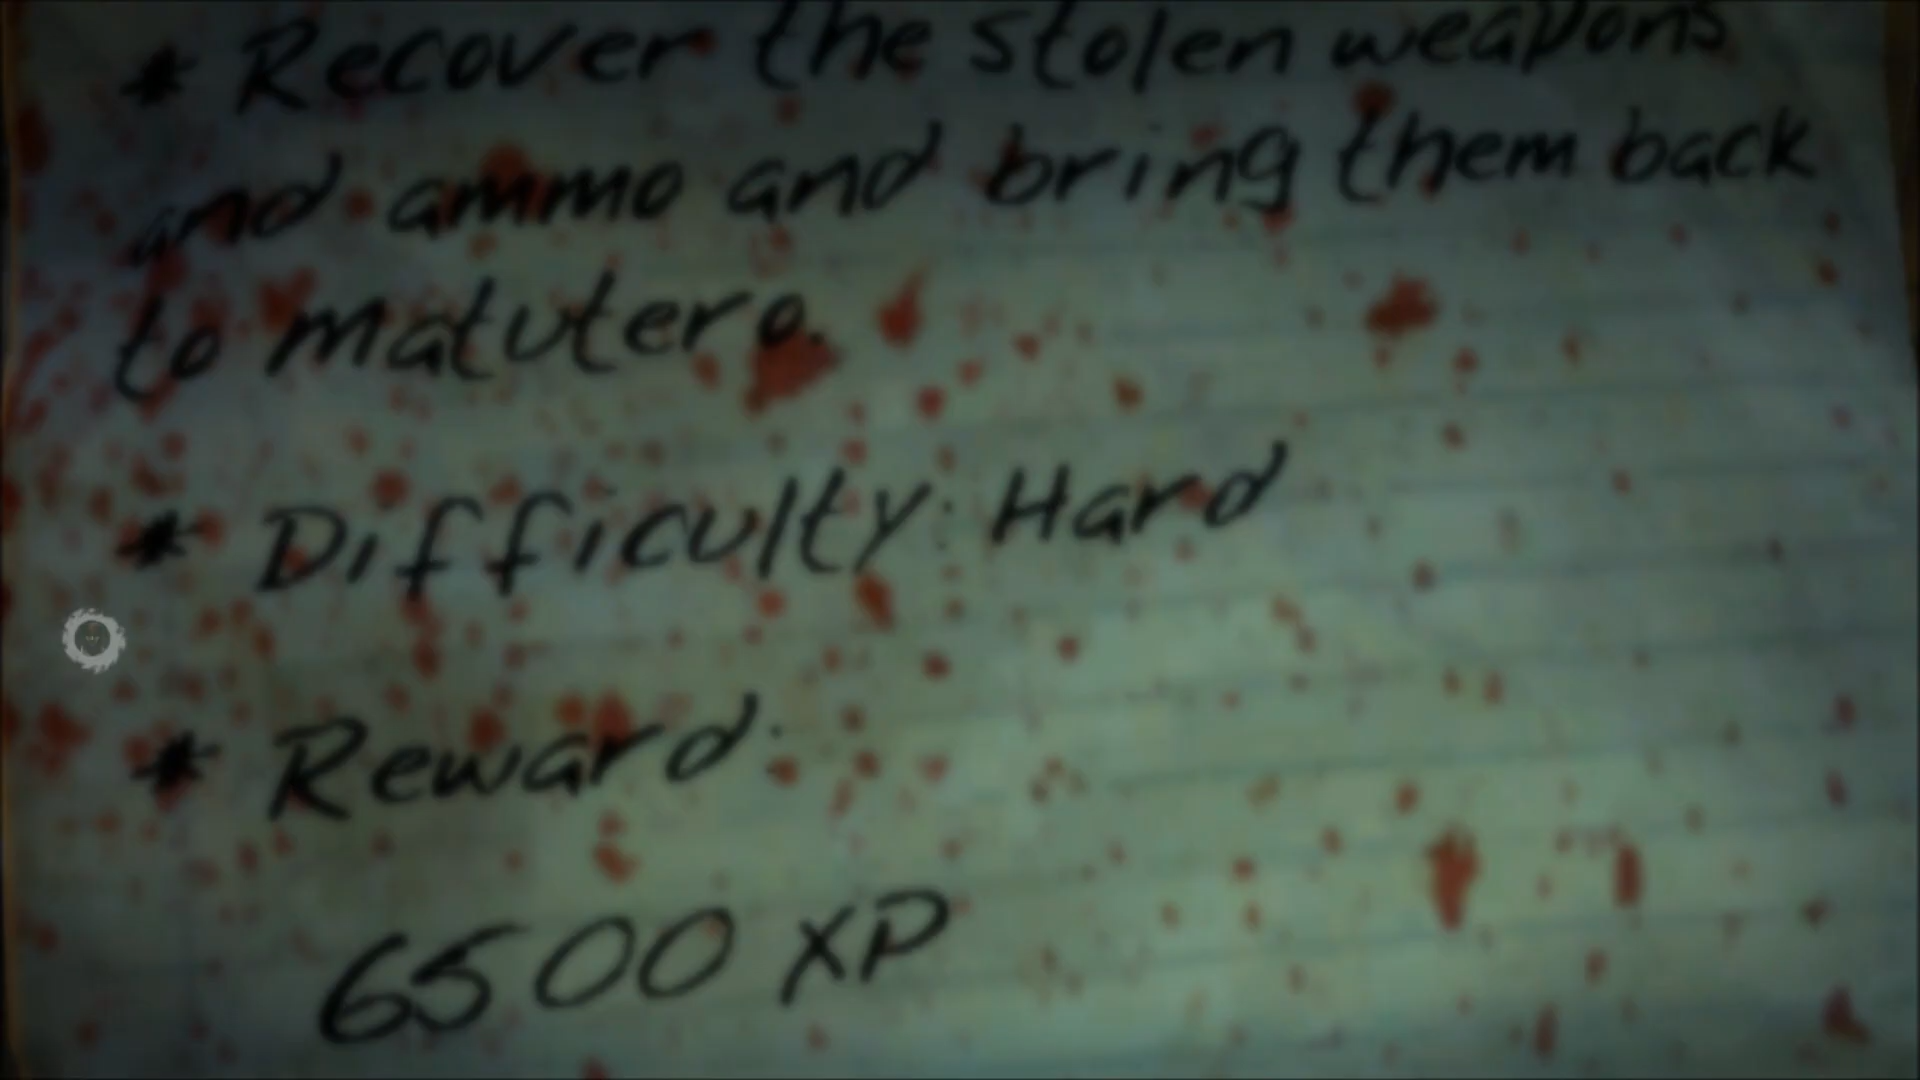 * Recover the stolen weapons
and ammo and bring them back
to matutero.
* Difficulty: Hard
* Reward:
6500 XP